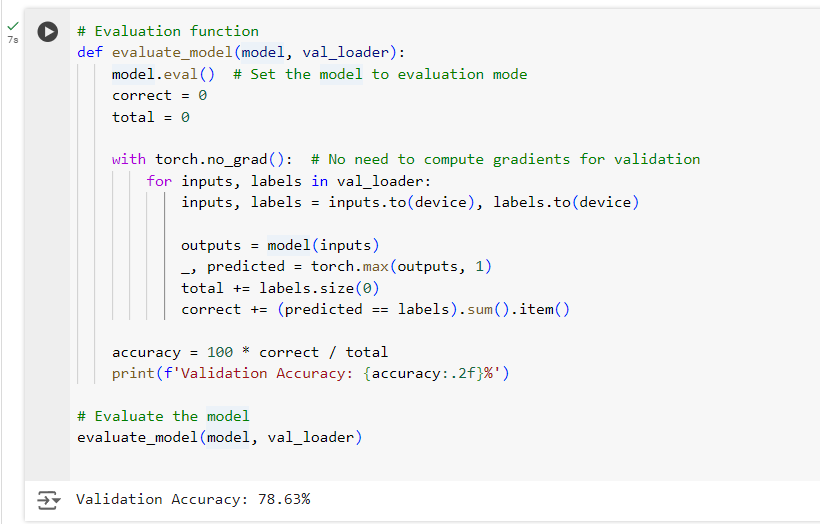 7s
# Evaluation function
def evaluate_model(model, val_loader):
    model.eval()  # Set the model to evaluation mode
    correct = 0
    total = 0
    with torch.no_grad():  # No need to compute gradients for validation
        for inputs, labels in val_loader:
            inputs, labels = inputs.to(device), labels.to(device)
            outputs = model(inputs)
            _, predicted = torch.max(outputs, 1)
            total += labels.size(0)
            correct += (predicted == labels).sum().item()
    accuracy = 100 * correct / total
    print(f'Validation Accuracy: {accuracy:.2f}%')
# Evaluate the model
evaluate_model(model, val_loader)
Validation Accuracy: 78.63%